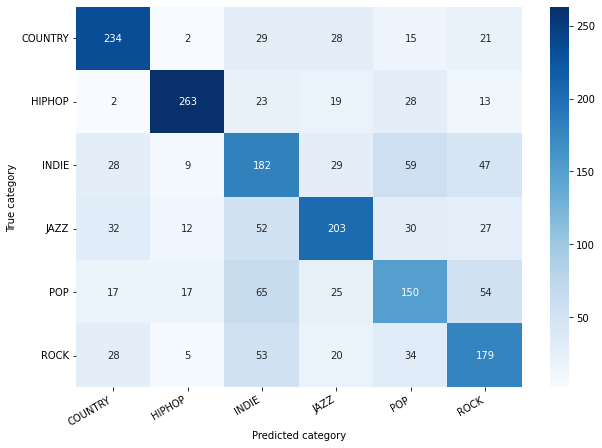 COUNTRY 234 2 29 28 15 21
HIPHOP 2 263 23 19 28 13
INDIE 28 9 182 29 59 47
JAZZ 32 12 52 203 30 27
POP 17 17 65 25 150 54
ROCK 28 5 53 20 34 179
COUNTRY HIPHOP INDIE JAZZ POP ROCK
Predicted category
True category
250
200
150
100
50